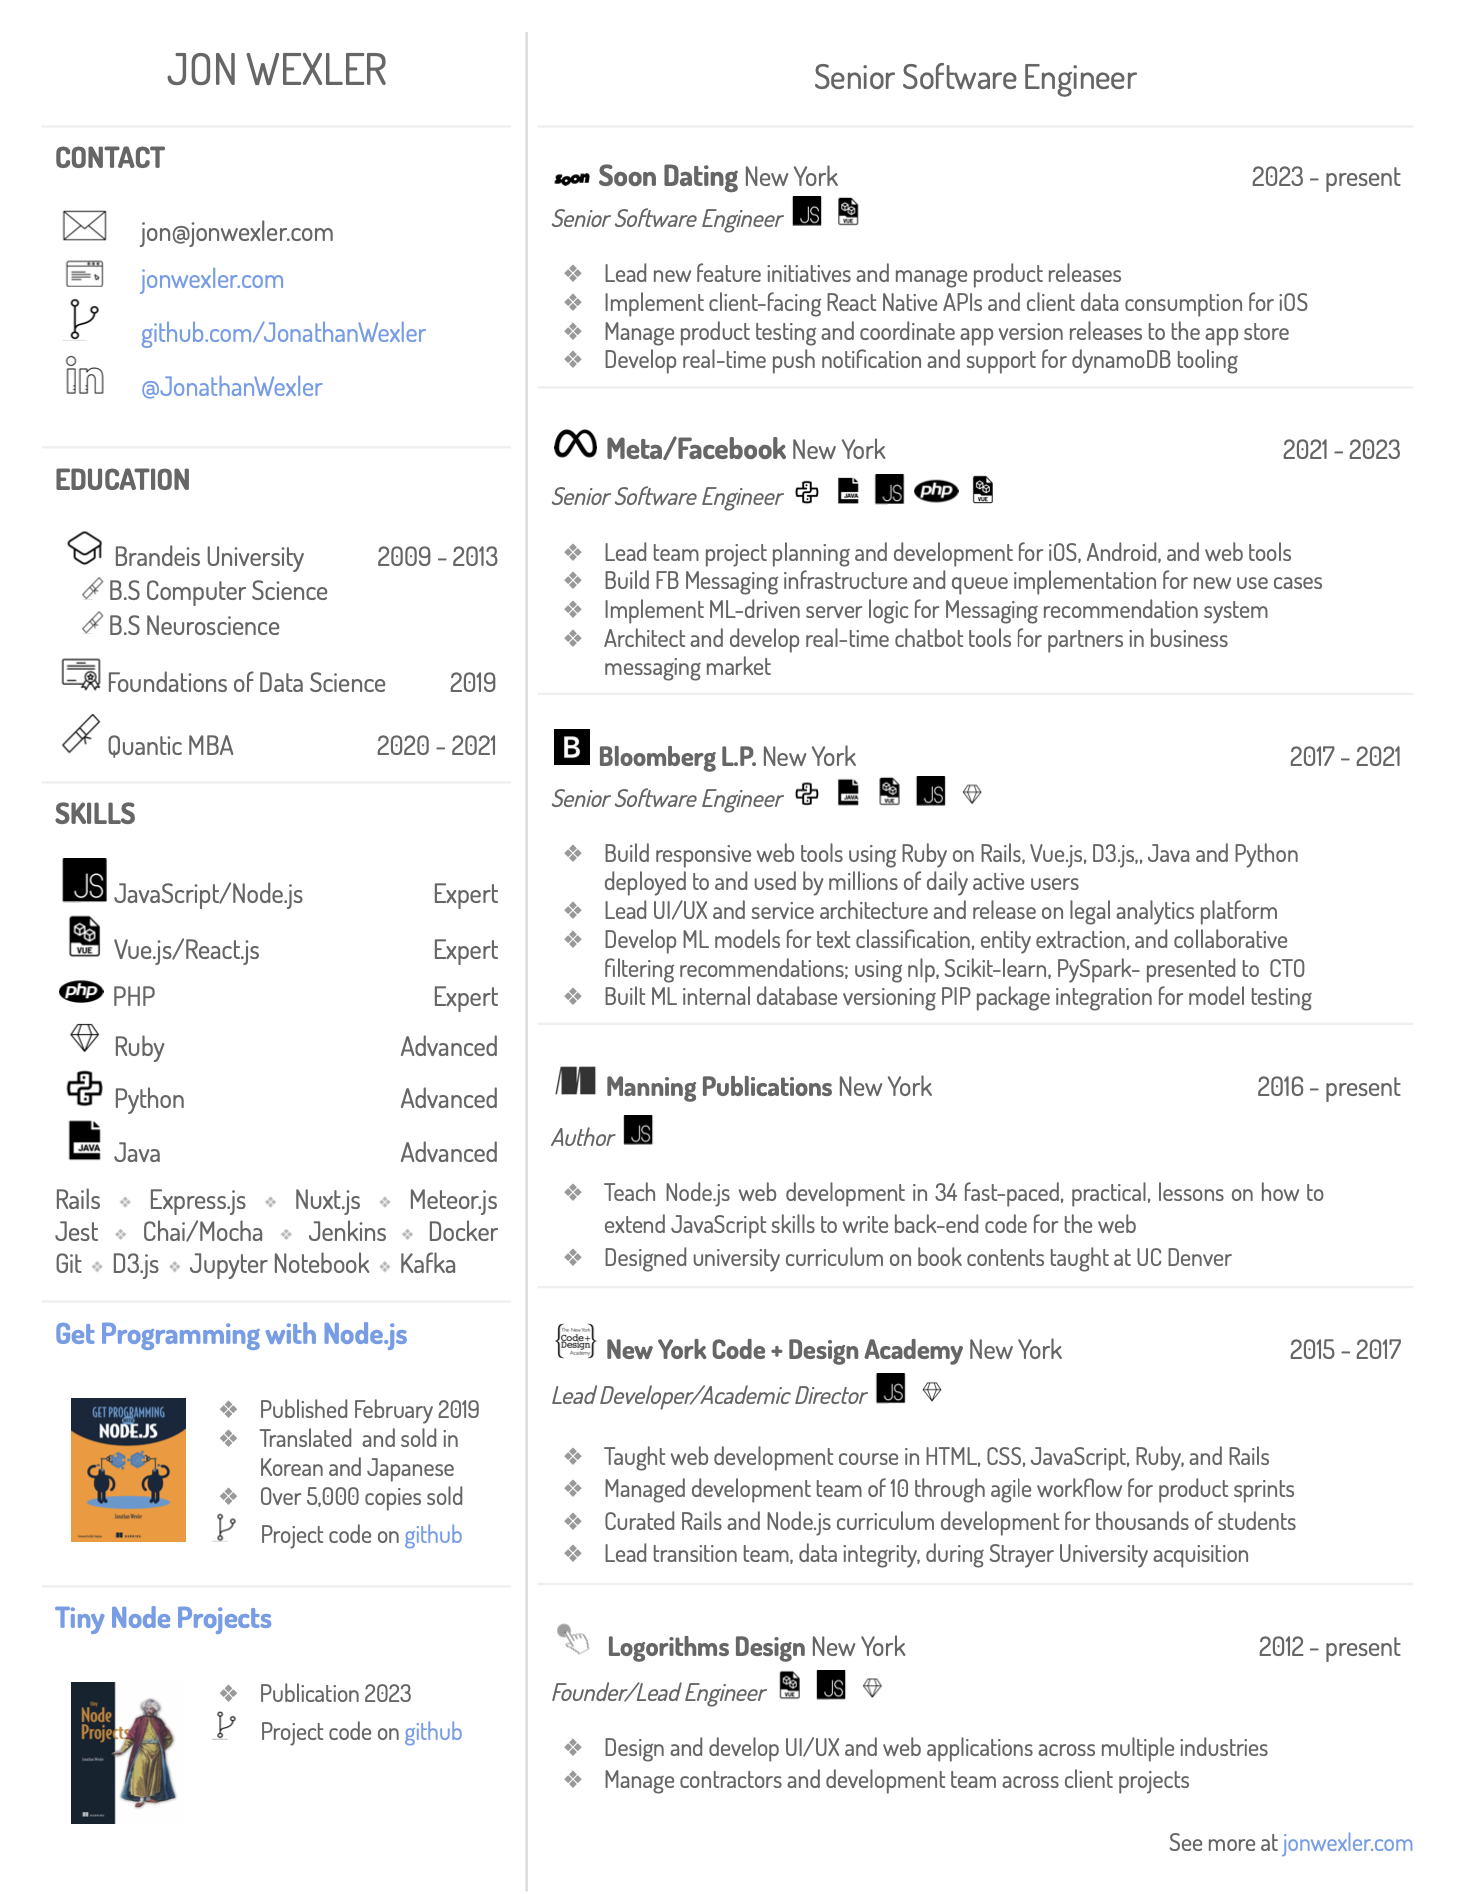 JON WEXLER
CONTACT
jon@jonwexler.com
jonwexler.com
github.com/JonathanWexler
@JonathanWexler
EDUCATION
Brandeis University 2009 - 2013
B.S Computer Science
B.S Neuroscience
Foundations of Data Science 2019
Quantic MBA 2020 - 2021
SKILLS
JS JavaScript/Node.js Expert
VUE Vue.js/React.js Expert
php PHP Expert
Ruby Advanced
Python Advanced
JAVA Java Advanced
Rails ❖ Express.js ❖ Nuxt.js ❖ Meteor.js
Jest ❖ Chai/Mocha ❖ Jenkins ❖ Docker
Git ❖ D3.js ❖ Jupyter Notebook ❖ Kafka
Get Programming with Node.js
GET PROGRAMMING
NODE.JS
Jonathan Wexler
MANNING
❖ Published February 2019
❖ Translated  and sold in
Korean and Japanese
❖ Over 5,000 copies sold
Project code on github
Tiny Node Projects
tiny
Node
Projects
Jonathan Wexler
MANNING
❖ Publication 2023
Project code on github
Senior Software Engineer
soon Soon Dating New York 2023 - present
Senior Software Engineer JS VUE
❖ Lead new feature initiatives and manage product releases
❖ Implement client-facing React Native APIs and client data consumption for iOS
❖ Manage product testing and coordinate app version releases to the app store
❖ Develop real-time push notification and support for dynamoDB tooling
Meta/Facebook New York 2021 - 2023
Senior Software Engineer JAVA JS php VUE
❖ Lead team project planning and development for iOS, Android, and web tools
❖ Build FB Messaging infrastructure and queue implementation for new use cases
❖ Implement ML-driven server logic for Messaging recommendation system
❖ Architect and develop real-time chatbot tools for partners in business
messaging market
B Bloomberg L.P. New York 2017 - 2021
Senior Software Engineer JAVA VUE JS
❖ Build responsive web tools using Ruby on Rails, Vue.js, D3.js,, Java and Python
deployed to and used by millions of daily active users
❖ Lead UI/UX and service architecture and release on legal analytics platform
❖ Develop ML models for text classification, entity extraction, and collaborative
filtering recommendations; using nlp, Scikit-learn, PySpark- presented to  CTO
❖ Built ML internal database versioning PIP package integration for model testing
Manning Publications New York 2016 - present
Author JS
❖ Teach Node.js web development in 34 fast-paced, practical, lessons on how to
extend JavaScript skills to write back-end code for the web
❖ Designed university curriculum on book contents taught at UC Denver
The New York
Code+
Design
Academy
New York Code + Design Academy New York 2015 - 2017
Lead Developer/Academic Director JS
❖ Taught web development course in HTML, CSS, JavaScript, Ruby, and Rails
❖ Managed development team of 10 through agile workflow for product sprints
❖ Curated Rails and Node.js curriculum development for thousands of students
❖ Lead transition team, data integrity, during Strayer University acquisition
Logorithms Design New York 2012 - present
Founder/Lead Engineer VUE JS
❖ Design and develop UI/UX and web applications across multiple industries
❖ Manage contractors and development team across client projects
See more at jonwexler.com